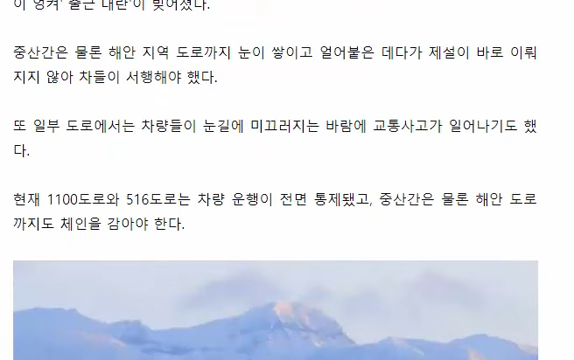 이 엉켜' 출근 대란'이 빚어졌다.
중산간은 물론 해안 지역 도로까지 눈이 쌓이고 얼어붙은 데다가 제설이 바로 이뤄
지지 않아 차들이 서행해야 했다.
또 일부 도로에서는 차량들이 눈길에 미끄러지는 바람에 교통사고가 일어나기도 했
다.
현재 1100도로와 516도로는 차량 운행이 전면 통제됐고, 중산간은 물론 해안 도로
까지도 체인을 감아야 한다.